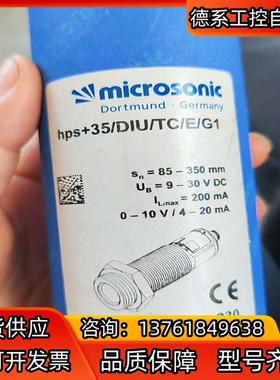 德系工控自
microsonic
Dortmund · Germany
hps+35/DIU/TC/E/G1
sn = 85 – 350 mm
UB = 9 – 30 V DC
IL,max = 200 mA
0 – 10 V / 4 – 20 mA
CE
货供应
咨询: 13761849638
可开发票
品质保障
型号齐